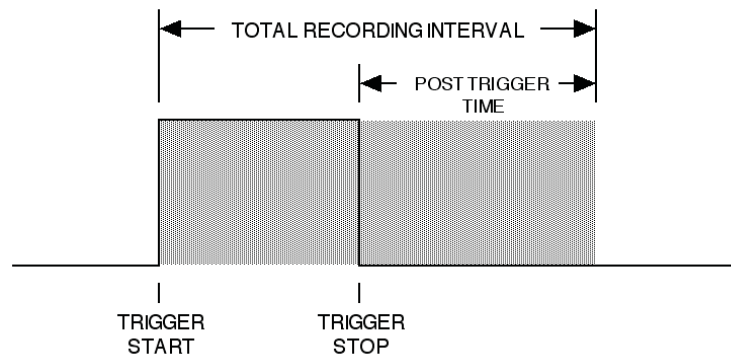 TOTAL RECORDING INTERVAL
POST TRIGGER
TIME
TRIGGER
START
TRIGGER
STOP